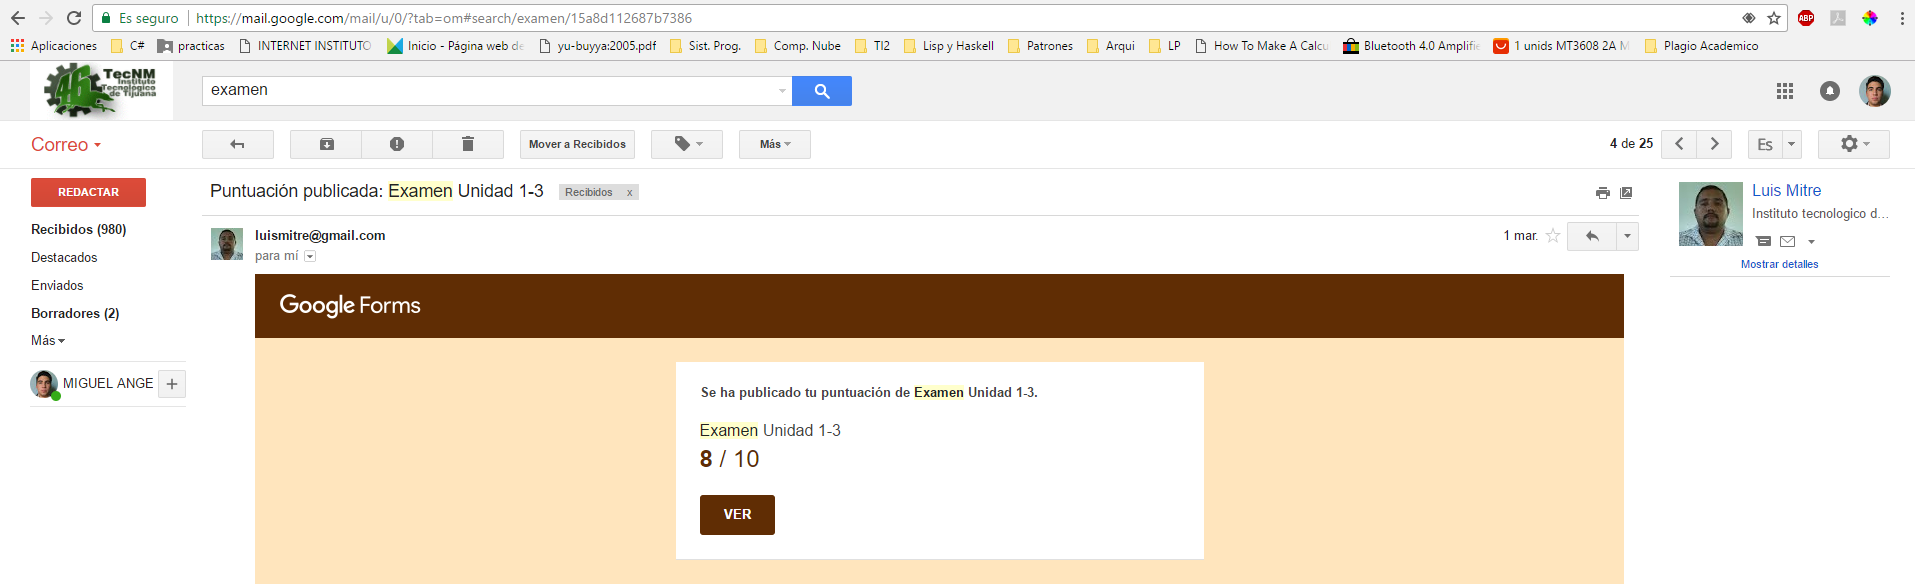 Es seguro https://mail.google.com/mail/u/0/?tab=om#search/examen/15a8d112687b7386
ABP
Aplicaciones C# practicas INTERNET INSTITUTO Inicio - Página web de yu-buyya:2005.pdf Sist. Prog. Comp. Nube TI2 Lisp y Haskell Patrones Arqui LP How To Make A Calcu Bluetooth 4.0 Amplifie 1 unids MT3608 2A M Plagio Academico
46
TecNM
Instituto
Tecnológico
de Tijuana
examen
Correo
Mover a Recibidos
Más
4 de 25
Es
REDACTAR
Recibidos (980)
Destacados
Enviados
Borradores (2)
Más
MIGUEL ANGE
+
Puntuación publicada: Examen Unidad 1-3 Recibidos x
luismitre@gmail.com
para mí
1 mar.
Google Forms
Se ha publicado tu puntuación de Examen Unidad 1-3.
Examen Unidad 1-3
8 / 10
VER
Luis Mitre
Instituto tecnologico d...
Mostrar detalles